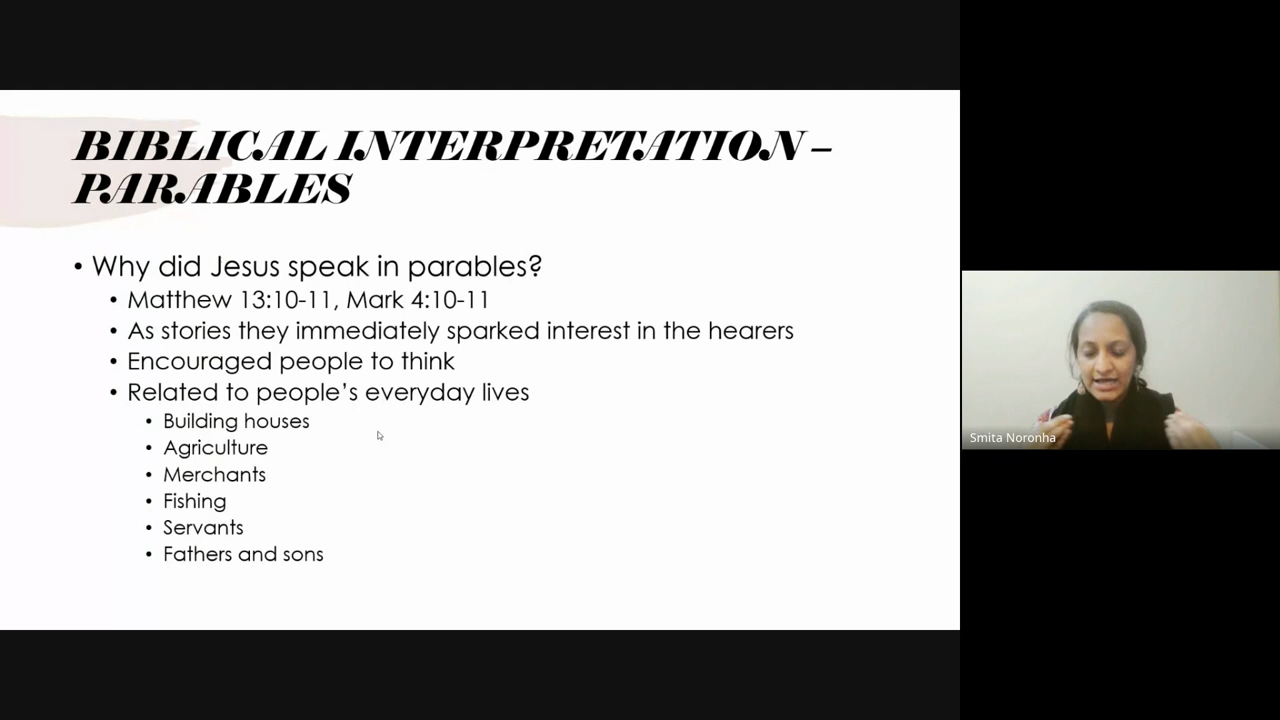 BIBLICAL INTERPRETATION –
PARABLES
• Why did Jesus speak in parables?
• Matthew 13:10-11, Mark 4:10-11
• As stories they immediately sparked interest in the hearers
• Encouraged people to think
• Related to people’s everyday lives
• Building houses
• Agriculture
• Merchants
• Fishing
• Servants
• Fathers and sons
Smita Noronha